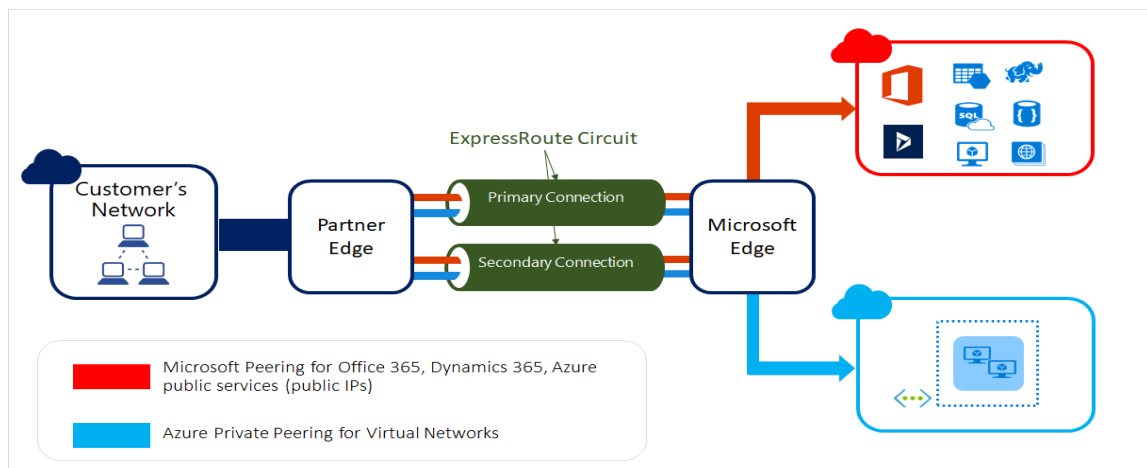 ExpressRoute Circuit
Customer's
Network
Partner
Edge
Primary Connection
Secondary Connection
Microsoft
Edge
SQL
Microsoft Peering for Office 365, Dynamics 365, Azure
public services (public IPs)
Azure Private Peering for Virtual Networks